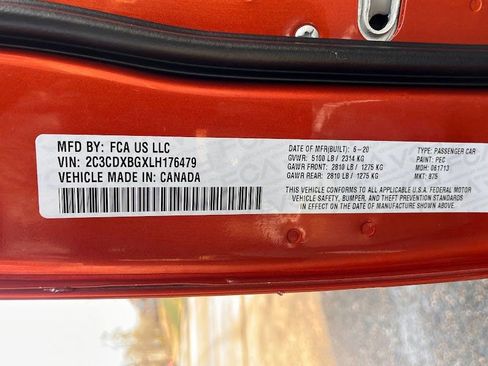 MFD BY: FCA US LLC
VIN: 2C3CDXBGXLH176479
VEHICLE MADE IN: CANADA
DATE OF MFR(BUILT): 6-20
GVWR: 5100 LB / 2314 KG
GAWR FRONT: 2810 LB / 1275 KG
GAWR REAR: 2810 LB / 1275 KG
TYPE: PASSENGER CAR
PAINT: PEC
MDH: 061713
MKT: 875
THIS VEHICLE CONFORMS TO ALL APPLICABLE U.S.A. FEDERAL MOTOR
VEHICLE SAFETY, BUMPER, AND THEFT PREVENTION STANDARDS
IN EFFECT ON THE DATE OF MANUFACTURE SHOWN ABOVE.